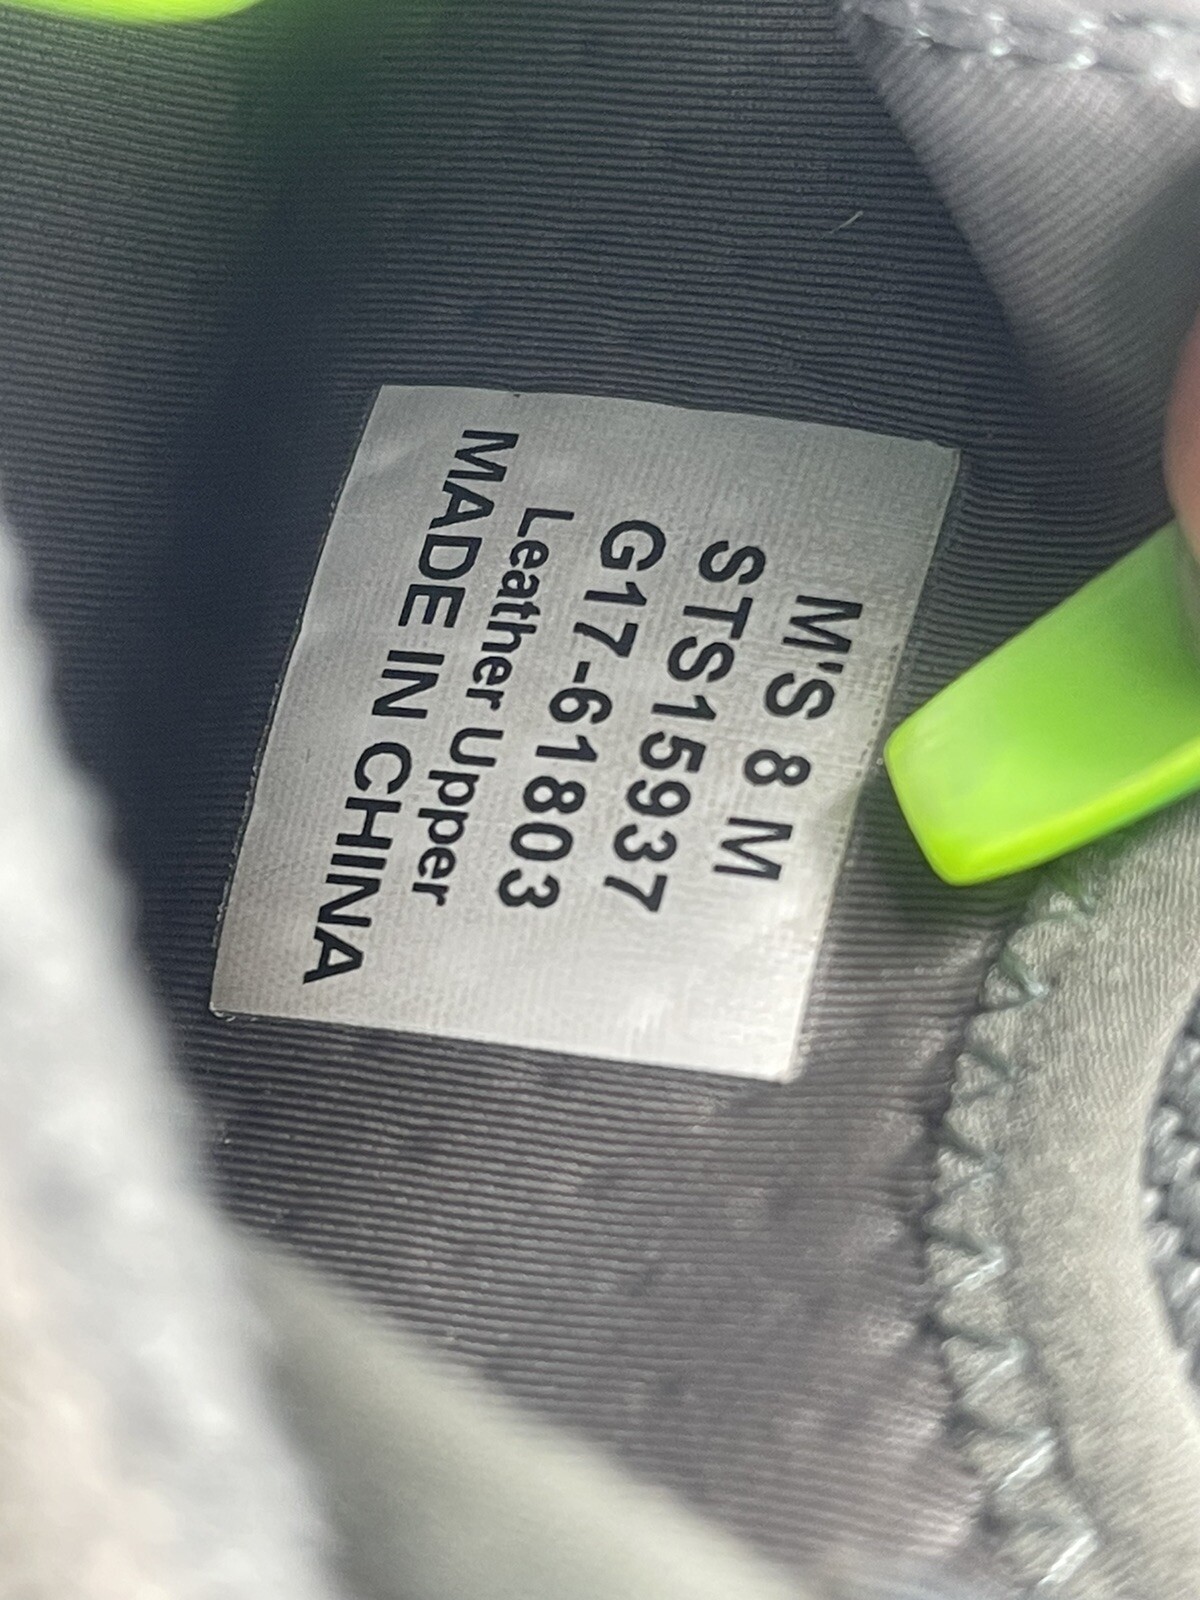 M'S 8 M
STS15937
G17-61803
Leather Upper
MADE IN CHINA